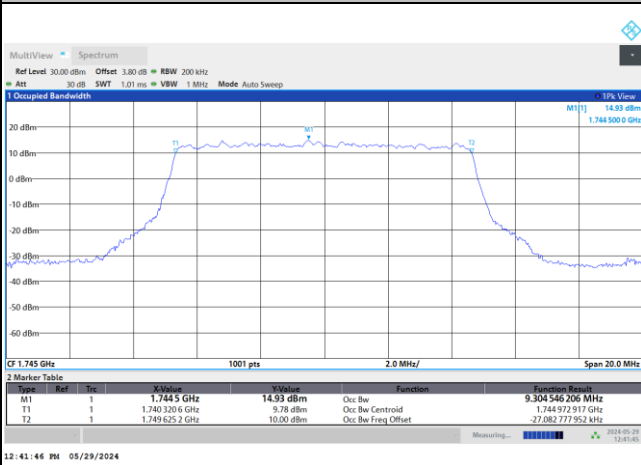 MultiView Spectrum
Ref Level 30.00 dBm Offset 3.80 dB RBW 200 kHz
Att 30 dB SWT 1.01 ms VBW 1 MHz Mode Auto Sweep
1 Occupied Bandwidth 1Pk View
M1[1] 14.93 dBm
1.744 500 0 GHz
20 dBm
M1
T1 T2
10 dBm
0 dBm
-10 dBm
-20 dBm
-30 dBm
-40 dBm
-50 dBm
-60 dBm
CF 1.745 GHz 1001 pts 2.0 MHz/ Span 20.0 MHz
2 Marker Table
Type Ref Trc X-Value Y-Value Function Function Result
M1 1 1.744 5 GHz 14.93 dBm Occ Bw 9.304 546 206 MHz
T1 1 1.740 320 6 GHz 9.78 dBm Occ Bw Centroid 1.744 972 917 GHz
T2 1 1.749 625 2 GHz 10.00 dBm Occ Bw Freq Offset -27.082 777 952 kHz
Measuring... 2024-05-29
12:41:45
12:41:46 PM 05/29/2024